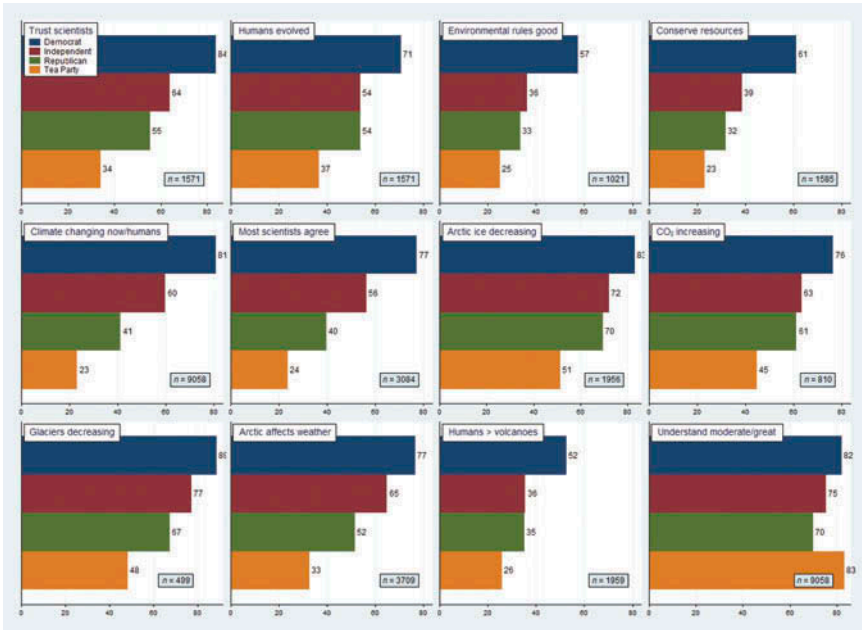 Trust scientists
Democrat
Independent
Republican
Tea Party
84
64
55
34
n = 1571
0 20 40 60 80
Humans evolved
71
54
54
37
n = 1571
0 20 40 60 80
Environmental rules good
57
36
33
25
n = 1021
0 20 40 60 80
Conserve resources
61
39
32
23
n = 1585
0 20 40 60 80
Climate changing now/humans
81
60
41
23
n = 9058
0 20 40 60 80
Most scientists agree
77
56
40
24
n = 3084
0 20 40 60 80
Arctic ice decreasing
83
72
70
51
n = 1956
0 20 40 60 80
CO₂ increasing
76
63
61
45
n = 810
0 20 40 60 80
Glaciers decreasing
77
67
48
n = 499
0 20 40 60 80
Arctic affects weather
77
65
52
33
n = 3709
0 20 40 60 80
Humans > volcanoes
52
36
35
26
n = 1959
0 20 40 60 80
Understand moderate/great
82
75
70
83
n = 9058
0 20 40 60 80